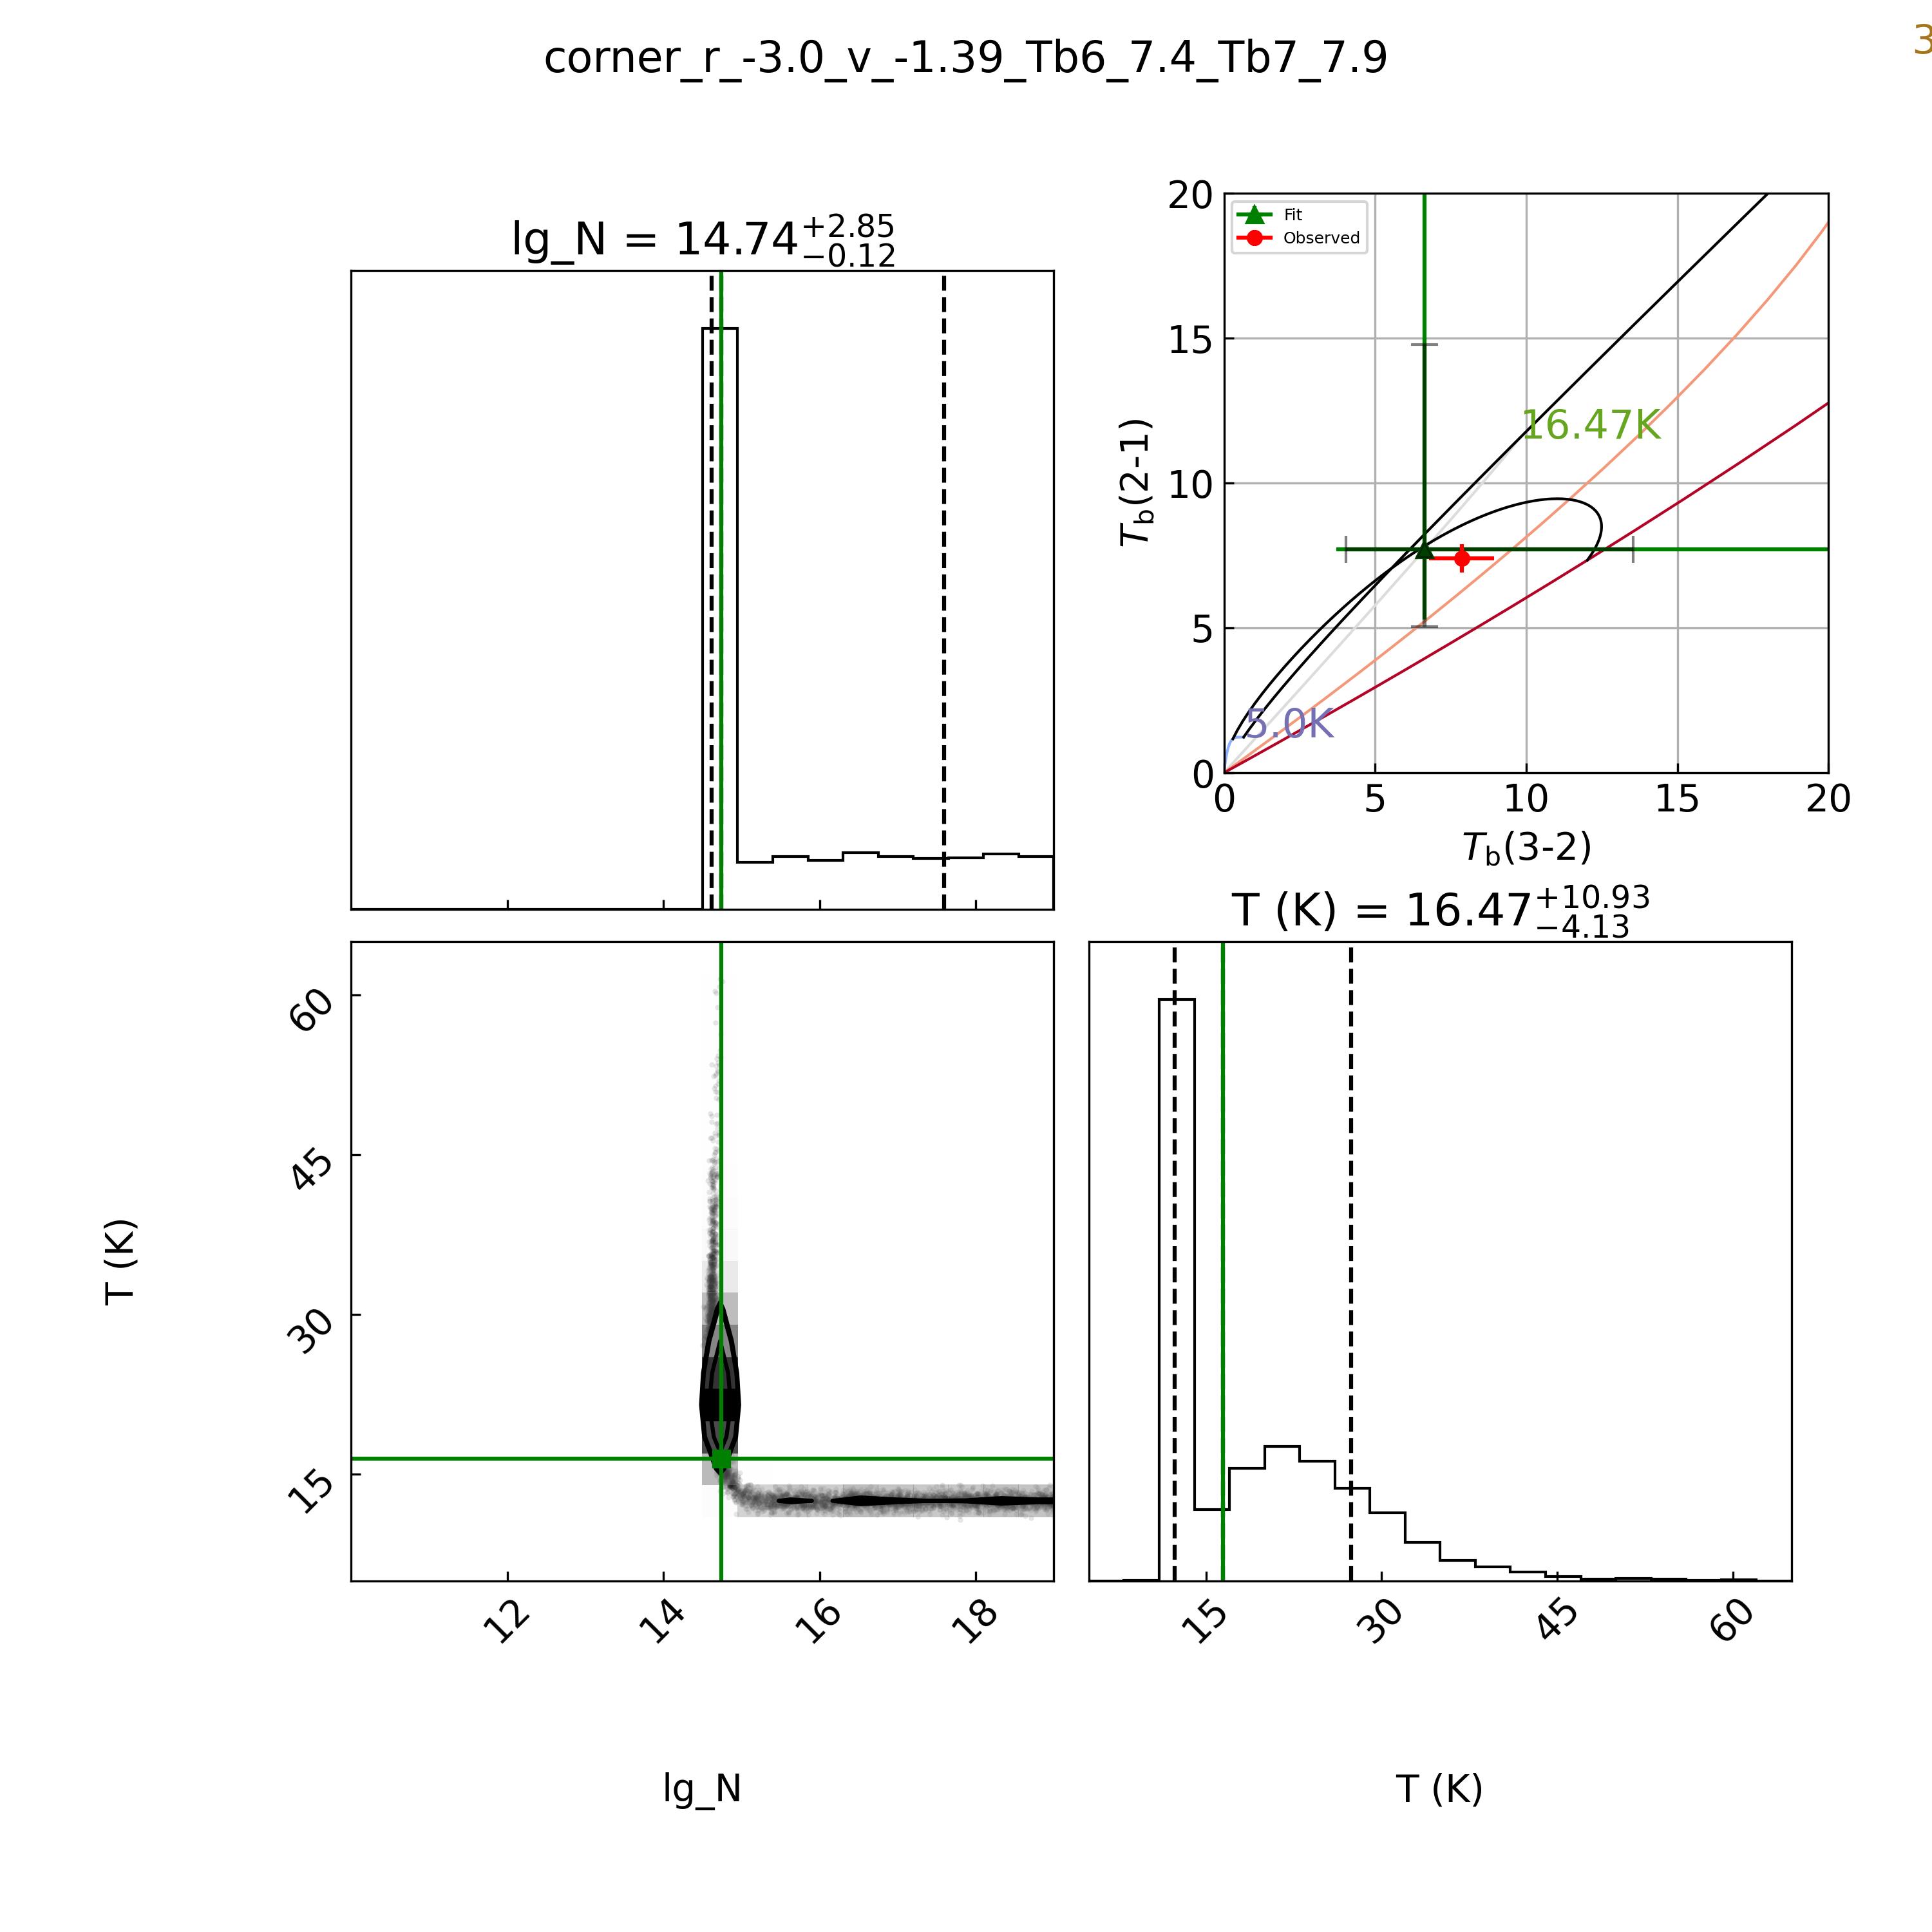 corner_r_-3.0_v_-1.39_Tb6_7.4_Tb7_7.9
3
lg_N = 14.74+2.85−0.12
20
15
10
5
0
Tb(2-1)
Fit
Observed
16.47K
5.0K
0 5 10 15 20
Tb(3-2)
T (K) = 16.47+10.93−4.13
60
45
30
15
T (K)
12 14 16 18
lg_N
15 30 45 60
T (K)